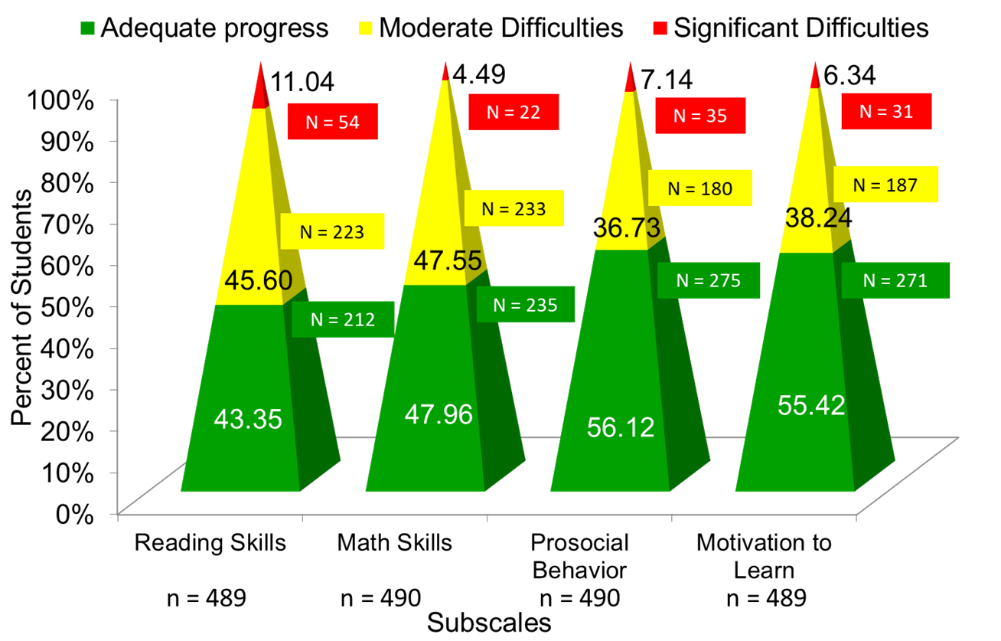 Adequate progress Moderate Difficulties Significant Difficulties
Percent of Students
100%
90%
80%
70%
60%
50%
40%
30%
20%
10%
0%
11.04
N = 54
N = 223
45.60
N = 212
43.35
4.49
N = 22
N = 233
47.55
N = 235
47.96
7.14
N = 35
N = 180
36.73
N = 275
56.12
6.34
N = 31
N = 187
38.24
N = 271
55.42
Reading Skills
n = 489
Math Skills
n = 490
Prosocial
Behavior
n = 490
Motivation to
Learn
n = 489
Subscales